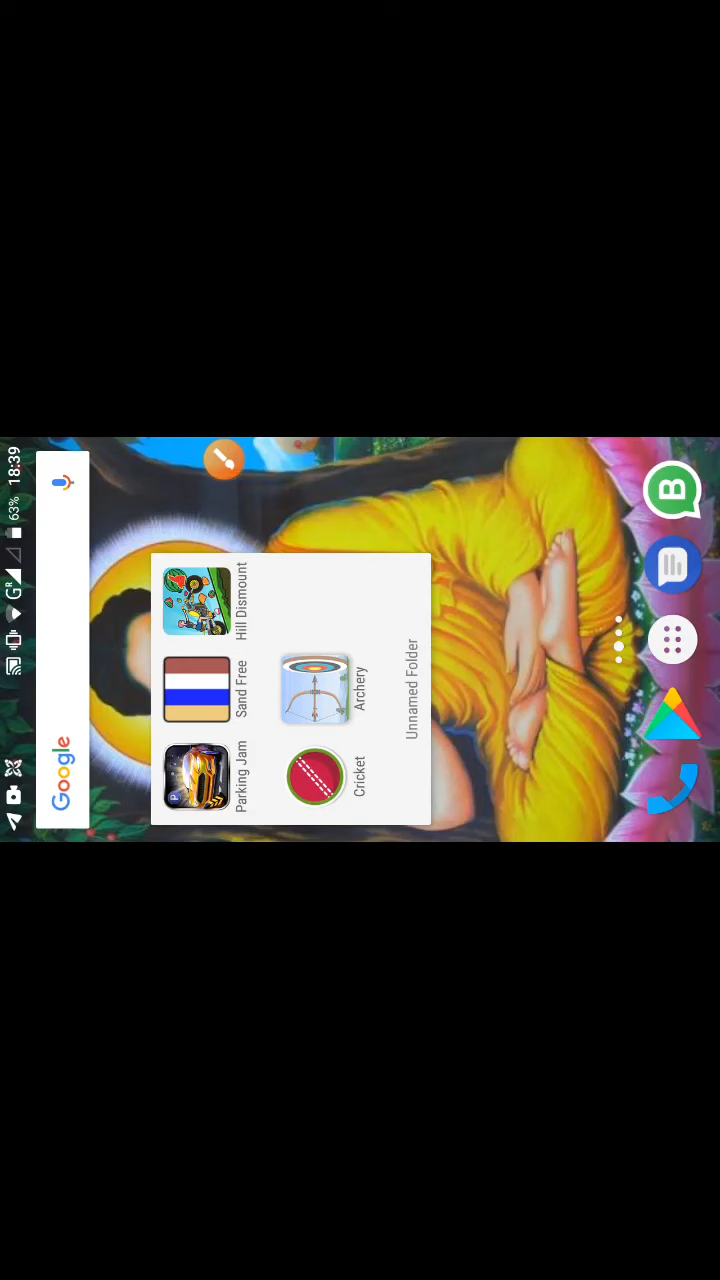 63% 18:39
Google
Parking Jam
Sand Free
Hill Dismount
Cricket
Archery
Unnamed Folder